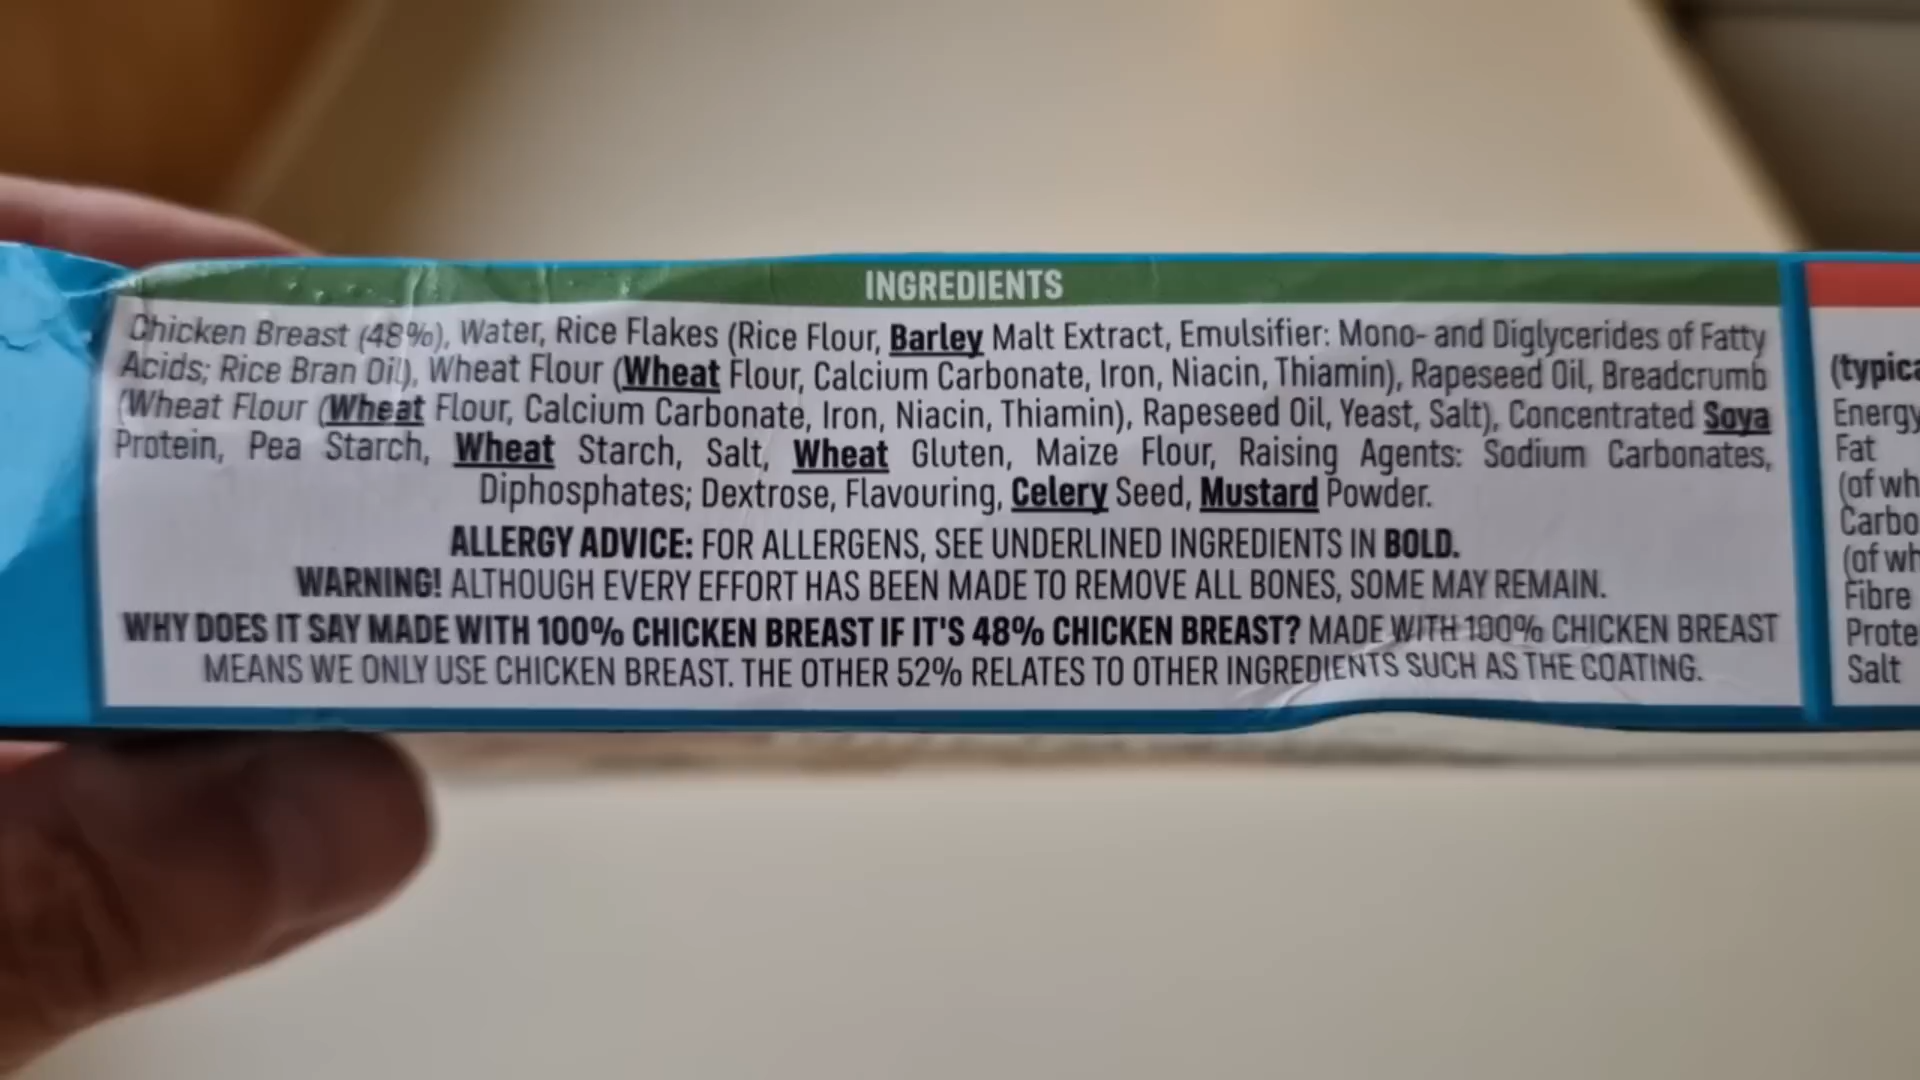 INGREDIENTS
Chicken Breast (48%), Water, Rice Flakes (Rice Flour, Barley Malt Extract, Emulsifier: Mono- and Diglycerides of Fatty
Acids; Rice Bran Oil), Wheat Flour (Wheat Flour, Calcium Carbonate, Iron, Niacin, Thiamin), Rapeseed Oil, Breadcrumb
(Wheat Flour (Wheat Flour, Calcium Carbonate, Iron, Niacin, Thiamin), Rapeseed Oil, Yeast, Salt), Concentrated Soya
Protein, Pea Starch, Wheat Starch, Salt, Wheat Gluten, Maize Flour, Raising Agents: Sodium Carbonates,
Diphosphates; Dextrose, Flavouring, Celery Seed, Mustard Powder.
ALLERGY ADVICE: FOR ALLERGENS, SEE UNDERLINED INGREDIENTS IN BOLD.
WARNING! ALTHOUGH EVERY EFFORT HAS BEEN MADE TO REMOVE ALL BONES, SOME MAY REMAIN.
WHY DOES IT SAY MADE WITH 100% CHICKEN BREAST IF IT'S 48% CHICKEN BREAST? MADE WITH 100% CHICKEN BREAST
MEANS WE ONLY USE CHICKEN BREAST. THE OTHER 52% RELATES TO OTHER INGREDIENTS SUCH AS THE COATING.
(typica
Energy
Fat
(of wh
Carbo
(of wh
Fibre
Prote
Salt